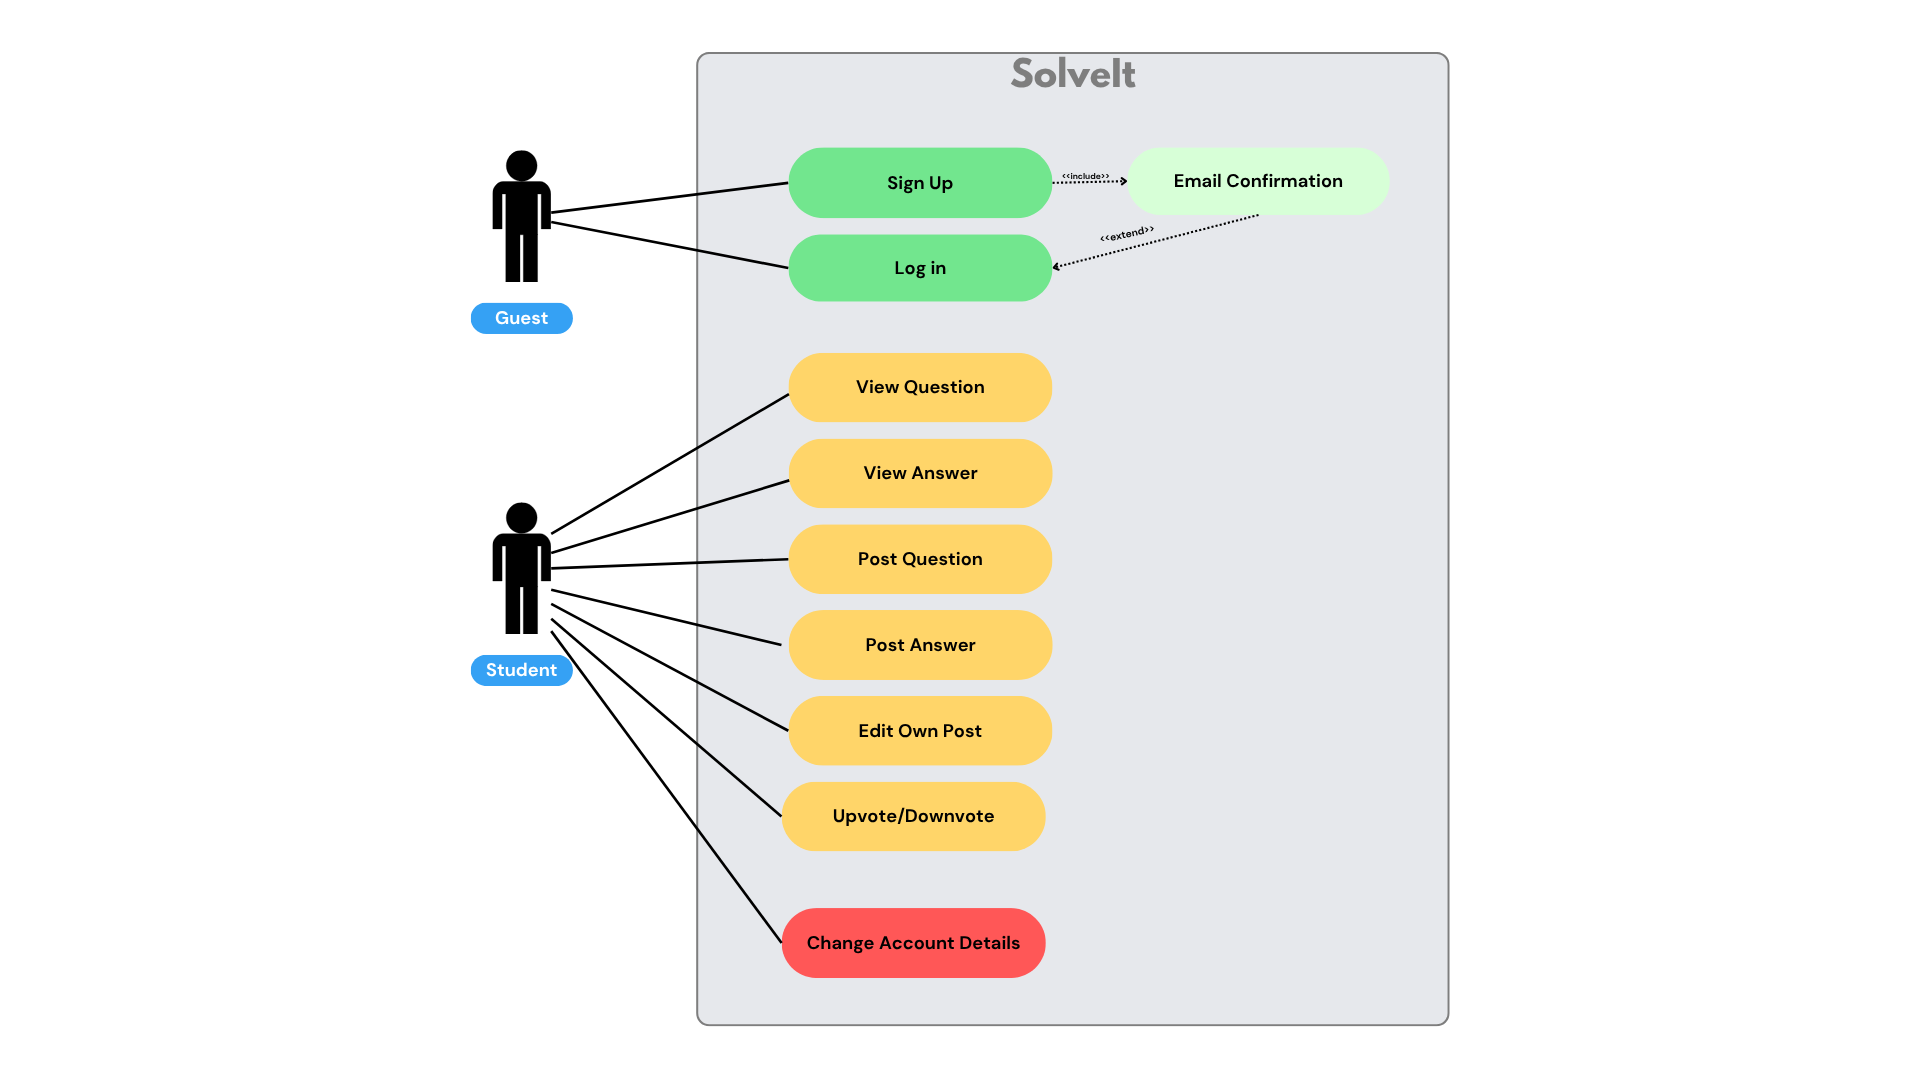 SolveIt
Sign Up
<<include>>
Email Confirmation
<<extend>>
Log in
Guest
View Question
View Answer
Post Question
Post Answer
Student
Edit Own Post
Upvote/Downvote
Change Account Details